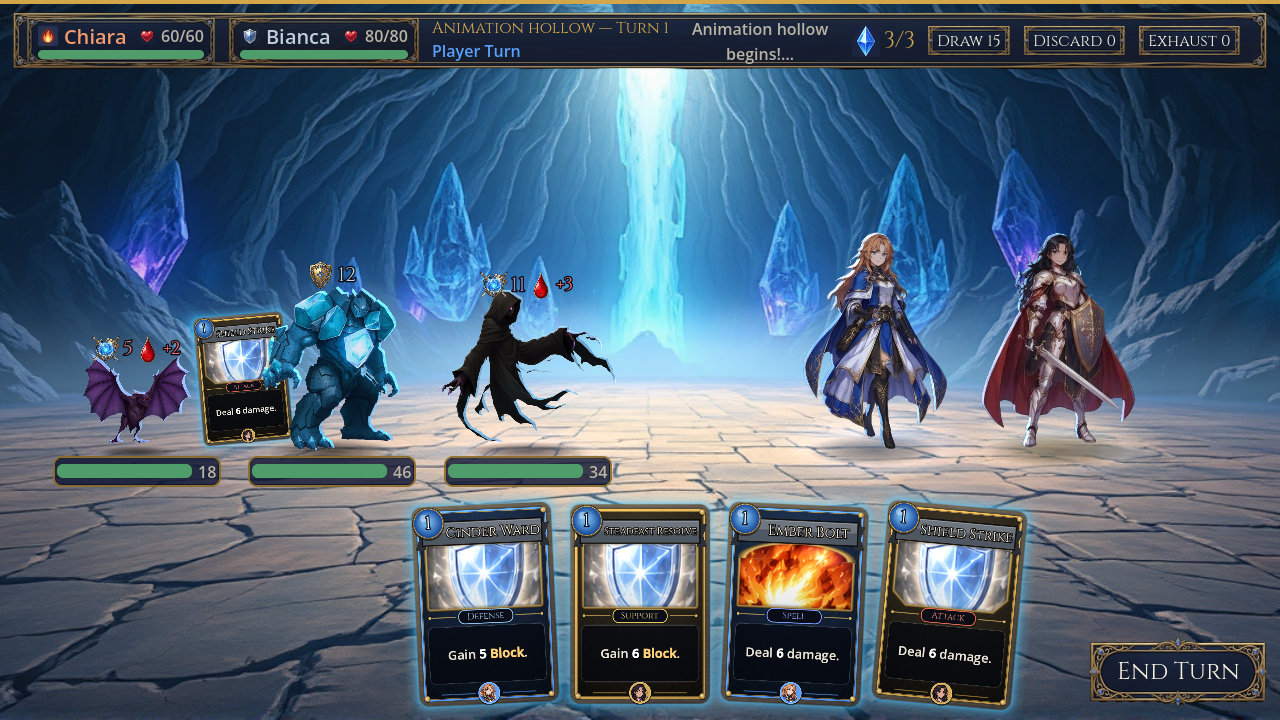 Chiara 60/60
Bianca 80/80
Animation hollow — Turn 1
Player Turn
Animation hollow
begins!...
3/3
Draw 15
Discard 0
Exhaust 0
12
11 +3
5 +2
1
Shield Strike
Attack
Deal 6 damage.
18
46
34
1
Cinder Ward
Defense
Gain 5 Block.
1
Steadfast Resolve
Support
Gain 6 Block.
1
Ember Bolt
Spell
Deal 6 damage.
1
Shield Strike
Attack
Deal 6 damage.
End Turn